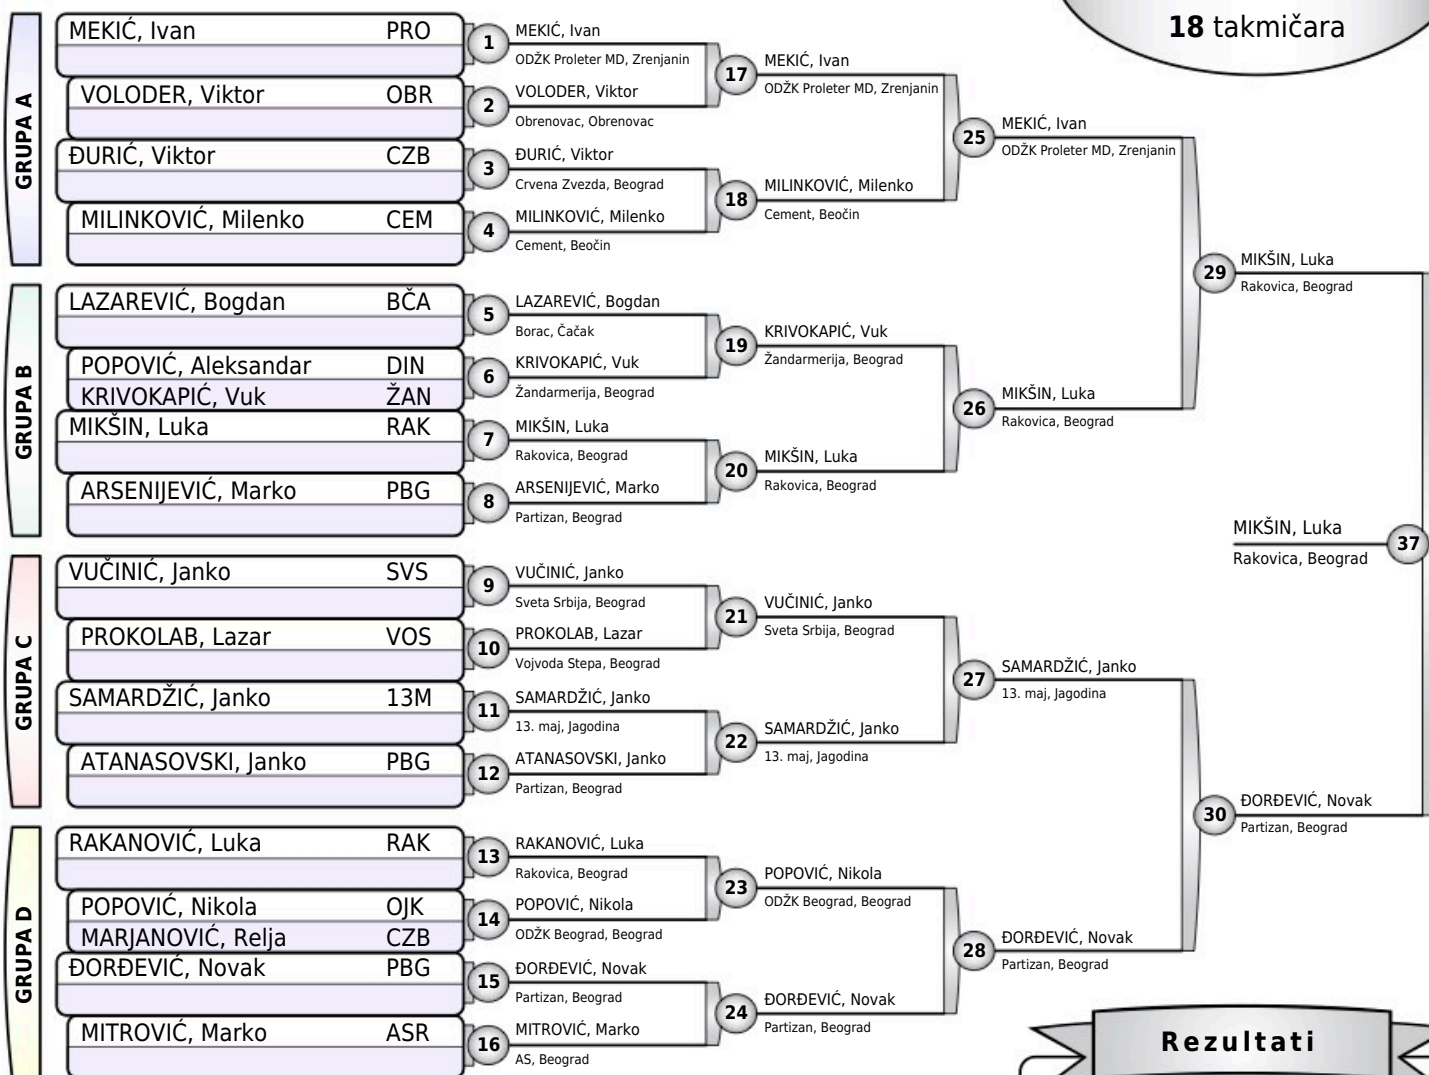 18 takmičara
GRUPA A
MEKIĆ, Ivan PRO
VOLODER, Viktor OBR
ĐURIĆ, Viktor CZB
MILINKOVIĆ, Milenko CEM
GRUPA B
LAZAREVIĆ, Bogdan BČA
POPOVIĆ, Aleksandar DIN
KRIVOKAPIĆ, Vuk ŽAN
MIKŠIN, Luka RAK
ARSENIJEVIĆ, Marko PBG
GRUPA C
VUČINIĆ, Janko SVS
PROKOLAB, Lazar VOS
SAMARDŽIĆ, Janko 13M
ATANASOVSKI, Janko PBG
GRUPA D
RAKANOVIĆ, Luka RAK
POPOVIĆ, Nikola OJK
MARJANOVIĆ, Relja CZB
ĐORĐEVIĆ, Novak PBG
MITROVIĆ, Marko ASR
1 MEKIĆ, Ivan
ODŽK Proleter MD, Zrenjanin
2 VOLODER, Viktor
Obrenovac, Obrenovac
3 ĐURIĆ, Viktor
Crvena Zvezda, Beograd
4 MILINKOVIĆ, Milenko
Cement, Beočin
5 LAZAREVIĆ, Bogdan
Borac, Čačak
6 KRIVOKAPIĆ, Vuk
Žandarmerija, Beograd
7 MIKŠIN, Luka
Rakovica, Beograd
8 ARSENIJEVIĆ, Marko
Partizan, Beograd
9 VUČINIĆ, Janko
Sveta Srbija, Beograd
10 PROKOLAB, Lazar
Vojvoda Stepa, Beograd
11 SAMARDŽIĆ, Janko
13. maj, Jagodina
12 ATANASOVSKI, Janko
Partizan, Beograd
13 RAKANOVIĆ, Luka
Rakovica, Beograd
14 POPOVIĆ, Nikola
ODŽK Beograd, Beograd
15 ĐORĐEVIĆ, Novak
Partizan, Beograd
16 MITROVIĆ, Marko
AS, Beograd
17 MEKIĆ, Ivan
ODŽK Proleter MD, Zrenjanin
18 MILINKOVIĆ, Milenko
Cement, Beočin
19 KRIVOKAPIĆ, Vuk
Žandarmerija, Beograd
20 MIKŠIN, Luka
Rakovica, Beograd
21 VUČINIĆ, Janko
Sveta Srbija, Beograd
22 SAMARDŽIĆ, Janko
13. maj, Jagodina
23 POPOVIĆ, Nikola
ODŽK Beograd, Beograd
24 ĐORĐEVIĆ, Novak
Partizan, Beograd
25 MEKIĆ, Ivan
ODŽK Proleter MD, Zrenjanin
26 MIKŠIN, Luka
Rakovica, Beograd
27 SAMARDŽIĆ, Janko
13. maj, Jagodina
28 ĐORĐEVIĆ, Novak
Partizan, Beograd
29 MIKŠIN, Luka
Rakovica, Beograd
30 ĐORĐEVIĆ, Novak
Partizan, Beograd
MIKŠIN, Luka 37
Rakovica, Beograd
Rezultati